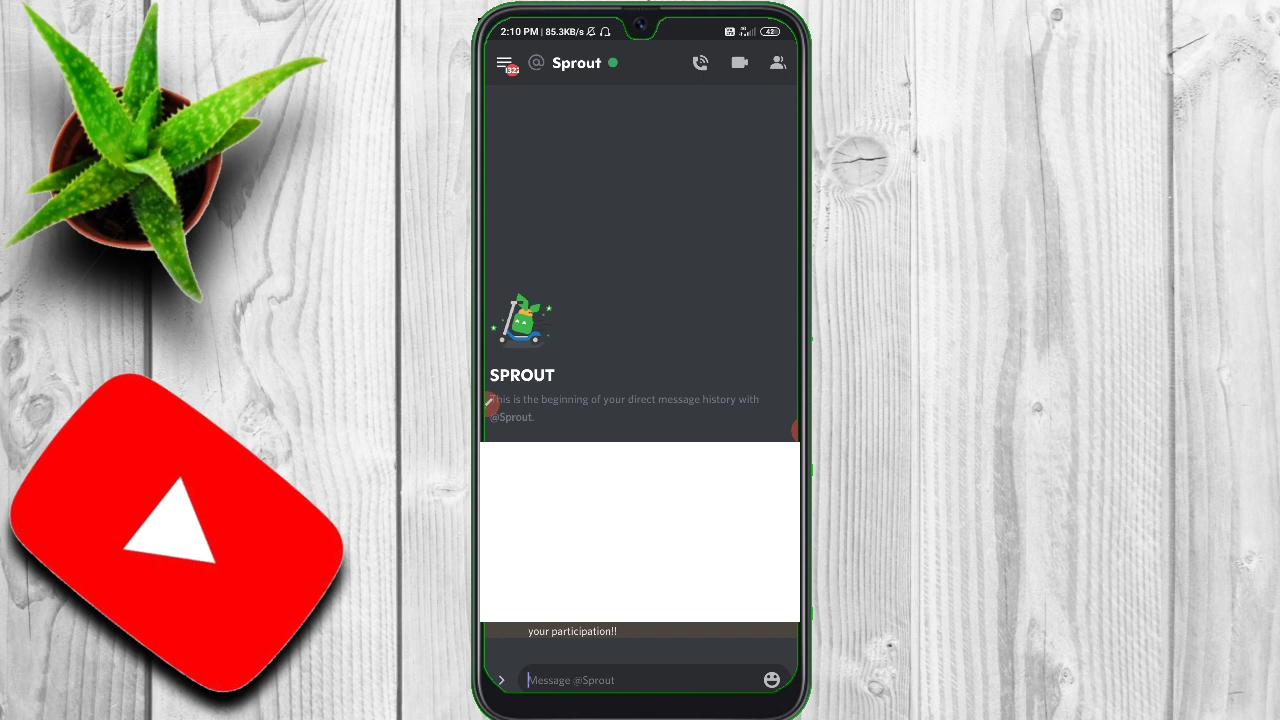 2:10 PM | 85.3KB/s
42
Sprout
SPROUT
This is the beginning of your direct message history with
@Sprout.
your participation!!
Message @Sprout